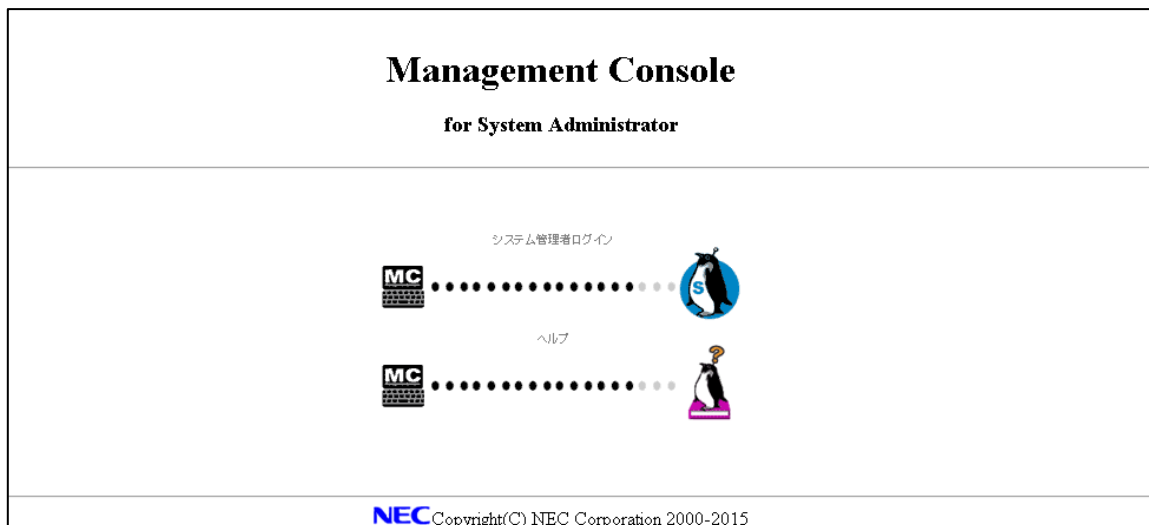 Management Console
for System Administrator
システム管理者ログイン
MC
S
ヘルプ
MC
?
NEC Copyright(C) NEC Corporation 2000-2015